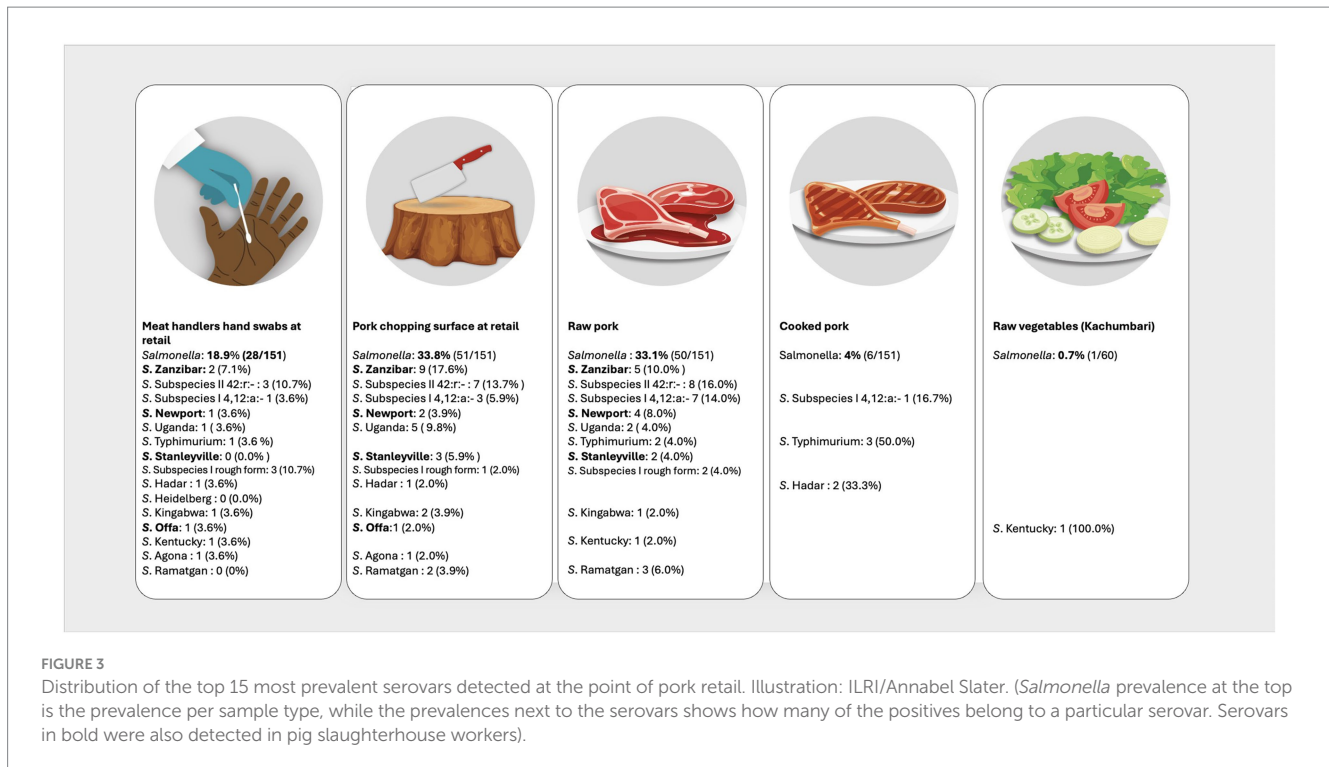 Meat handlers hand swabs at
retail
Salmonella: 18.9% (28/151)
S. Zanzibar: 2 (7.1%)
S. Subspecies II 42:r:- : 3 (10.7%)
S. Subspecies I 4,12:a:- 1 (3.6%)
S. Newport: 1 (3.6%)
S. Uganda: 1 ( 3.6%)
S. Typhimurium: 1 (3.6 %)
S. Stanleyville: 0 (0.0% )
S. Subspecies I rough form: 3 (10.7%)
S. Hadar : 1 (3.6%)
S. Heidelberg : 0 (0.0%)
S. Kingabwa: 1 (3.6%)
S. Offa: 1 (3.6%)
S. Kentucky: 1 (3.6%)
S. Agona : 1 (3.6%)
S. Ramatgan : 0 (0%)
Pork chopping surface at retail
Salmonella: 33.8% (51/151)
S. Zanzibar: 9 (17.6%)
S. Subspecies II 42:r:- : 7 (13.7% )
S. Subspecies I 4,12:a:- 3 (5.9%)
S. Newport: 2 (3.9%)
S. Uganda: 5 ( 9.8%)
S. Stanleyville: 3 (5.9% )
S. Subspecies I rough form: 1 (2.0%)
S. Hadar : 1 (2.0%)
S. Kingabwa: 2 (3.9%)
S. Offa:1 (2.0%)
S. Agona : 1 (2.0%)
S. Ramatgan : 2 (3.9%)
Raw pork
Salmonella : 33.1% (50/151)
S. Zanzibar: 5 (10.0% )
S. Subspecies II 42:r:- : 8 (16.0%)
S. Subspecies I 4,12:a:- 7 (14.0%)
S. Newport: 4 (8.0%)
S. Uganda: 2 ( 4.0%)
S. Typhimurium: 2 (4.0%)
S. Stanleyville: 2 (4.0%)
S. Subspecies I rough form: 2 (4.0%)
S. Kingabwa: 1 (2.0%)
S. Kentucky: 1 (2.0%)
S. Ramatgan : 3 (6.0%)
Cooked pork
Salmonella: 4% (6/151)
S. Subspecies I 4,12:a:- 1 (16.7%)
S. Typhimurium: 3 (50.0%)
S. Hadar : 2 (33.3%)
Raw vegetables (Kachumbari)
Salmonella: 0.7% (1/60)
S. Kentucky: 1 (100.0%)
FIGURE 3
Distribution of the top 15 most prevalent serovars detected at the point of pork retail. Illustration: ILRI/Annabel Slater. (Salmonella prevalence at the top
is the prevalence per sample type, while the prevalences next to the serovars shows how many of the positives belong to a particular serovar. Serovars
in bold were also detected in pig slaughterhouse workers).